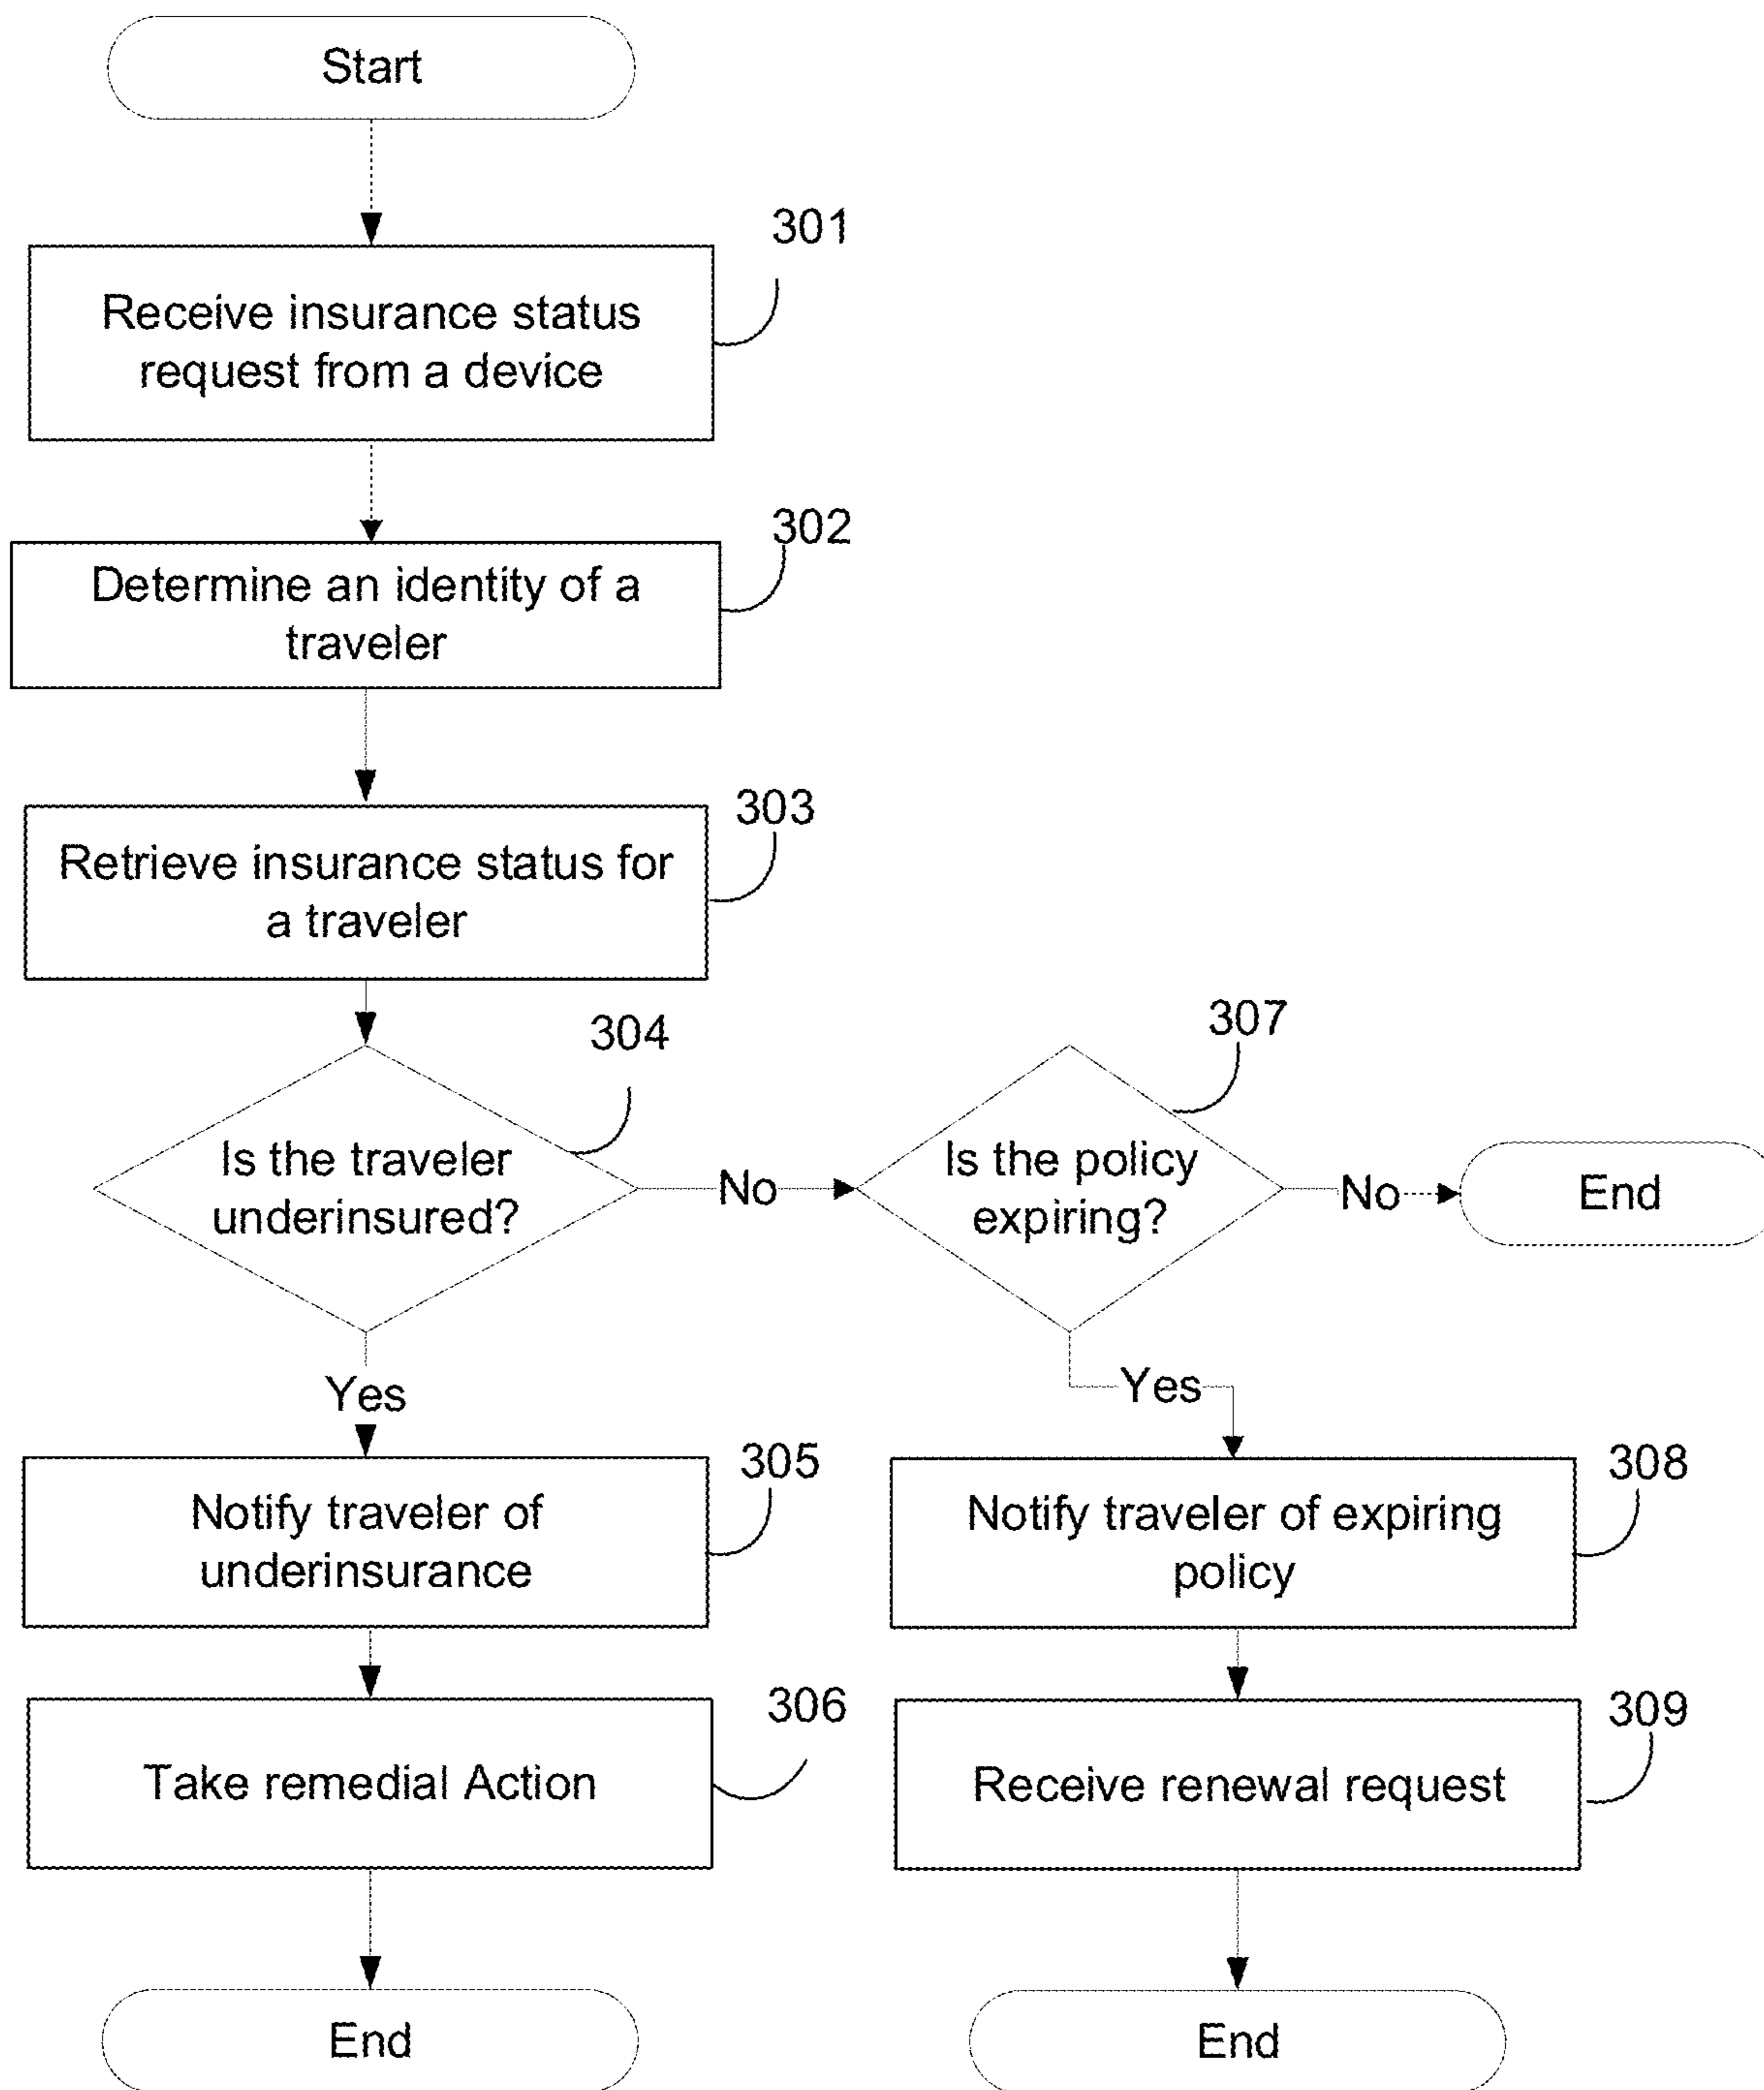 Start
301
Receive insurance status
request from a device
302
Determine an identity of a
traveler
303
Retrieve insurance status for
a traveler
304
Is the traveler
underinsured?
No
307
Is the policy
expiring?
No
End
Yes
Yes
305
Notify traveler of
underinsurance
308
Notify traveler of expiring
policy
306
Take remedial Action
309
Receive renewal request
End
End